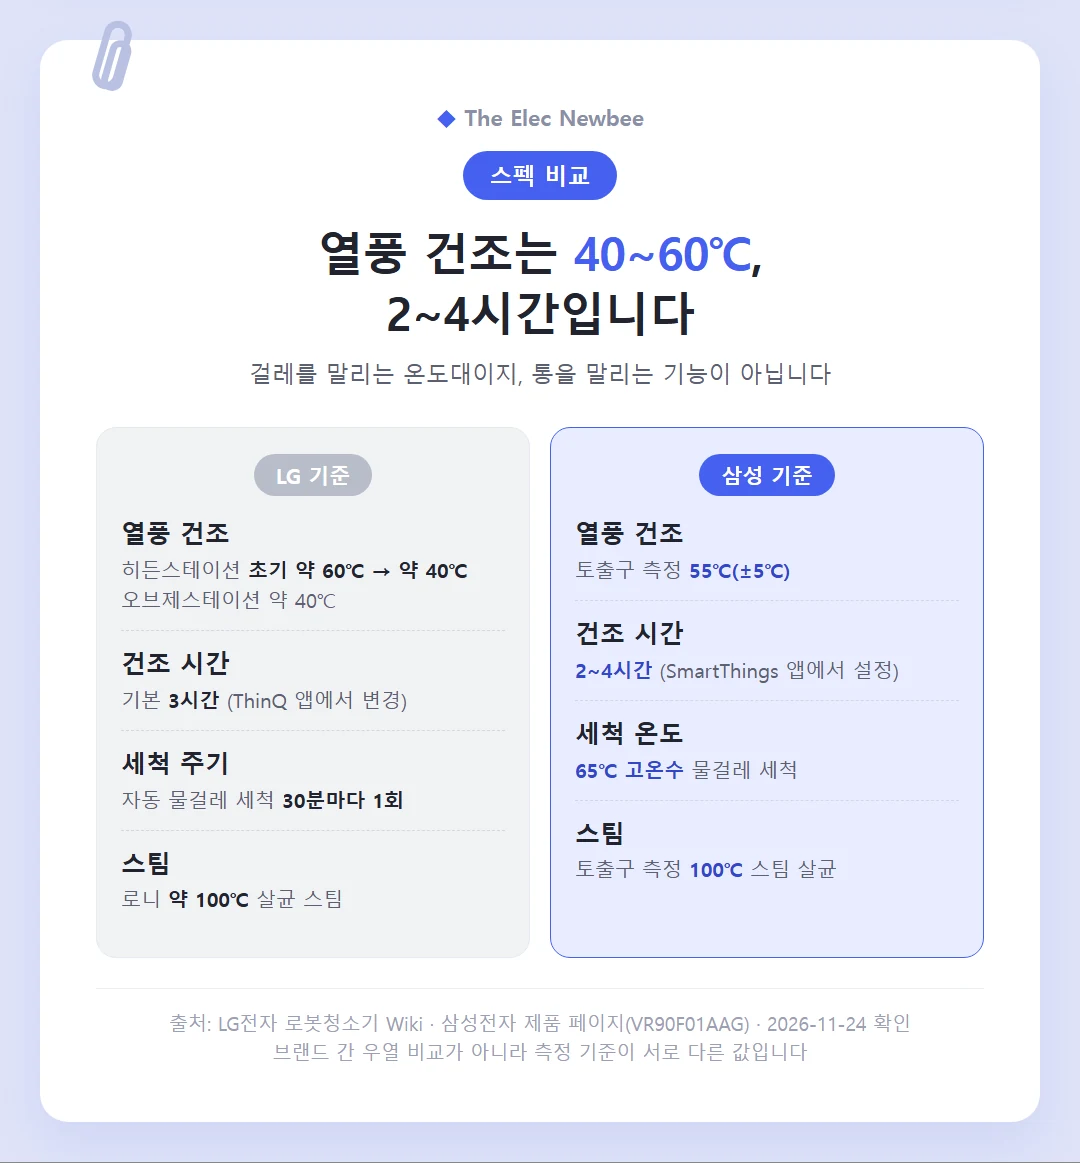 The Elec Newbee
스펙 비교
열풍 건조는 40~60℃,
2~4시간입니다
걸레를 말리는 온도대이지, 통을 말리는 기능이 아닙니다
LG 기준
열풍 건조
히든스테이션 초기 약 60℃ → 약 40℃
오브제스테이션 약 40℃
건조 시간
기본 3시간 (ThinQ 앱에서 변경)
세척 주기
자동 물걸레 세척 30분마다 1회
스팀
로니 약 100℃ 살균 스팀
삼성 기준
열풍 건조
토출구 측정 55℃(±5℃)
건조 시간
2~4시간 (SmartThings 앱에서 설정)
세척 온도
65℃ 고온수 물걸레 세척
스팀
토출구 측정 100℃ 스팀 살균
출처: LG전자 로봇청소기 Wiki · 삼성전자 제품 페이지(VR90F01AAG) · 2026-11-24 확인
브랜드 간 우열 비교가 아니라 측정 기준이 서로 다른 값입니다